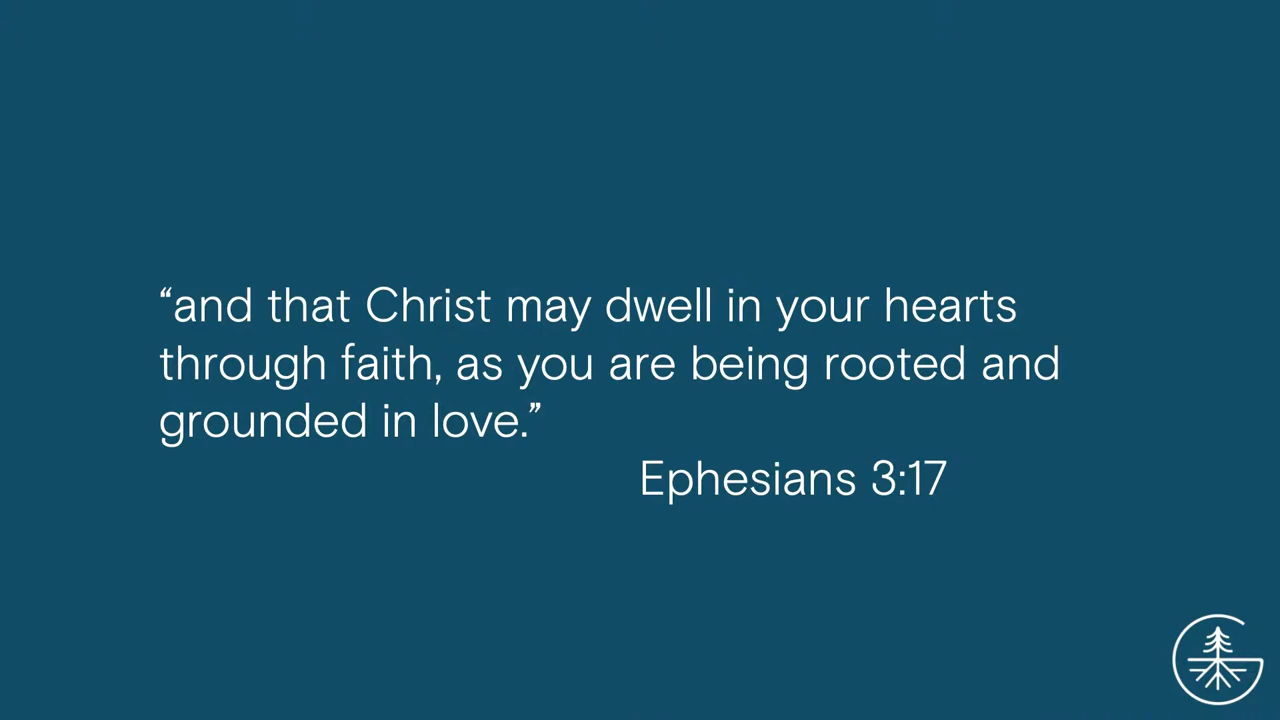 “and that Christ may dwell in your hearts
through faith, as you are being rooted and
grounded in love.”
Ephesians 3:17